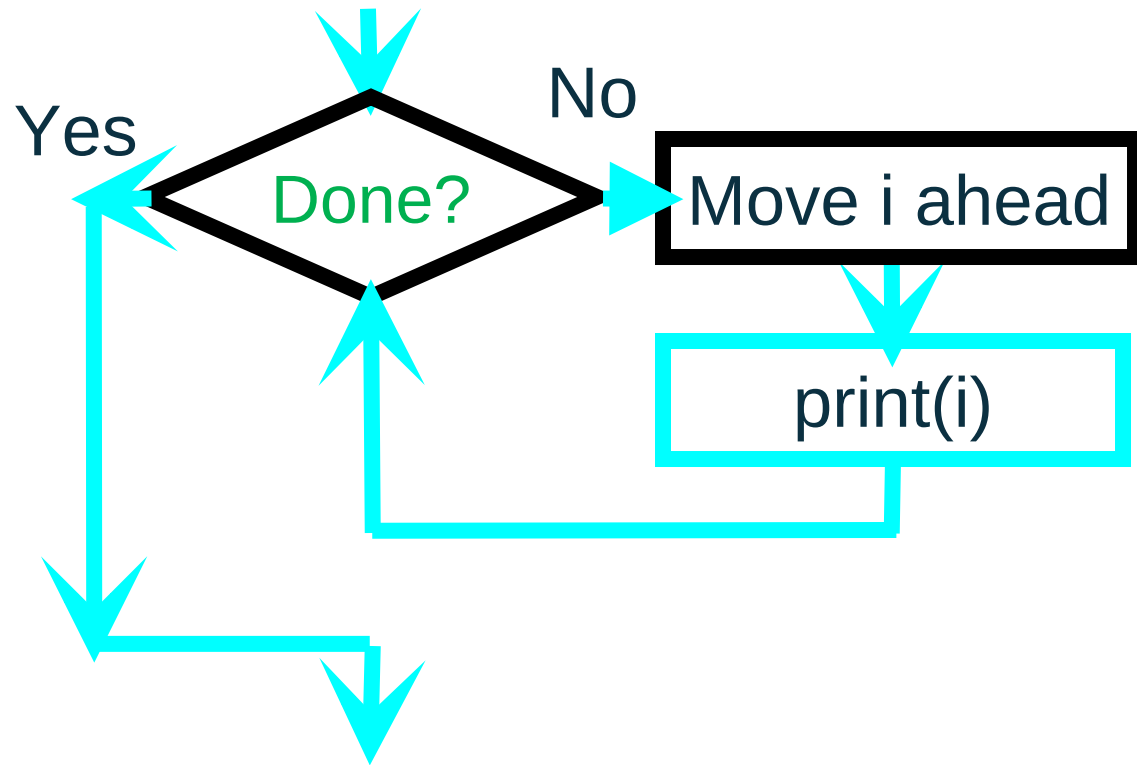 No
Yes
Done?
Move i ahead
print(i)